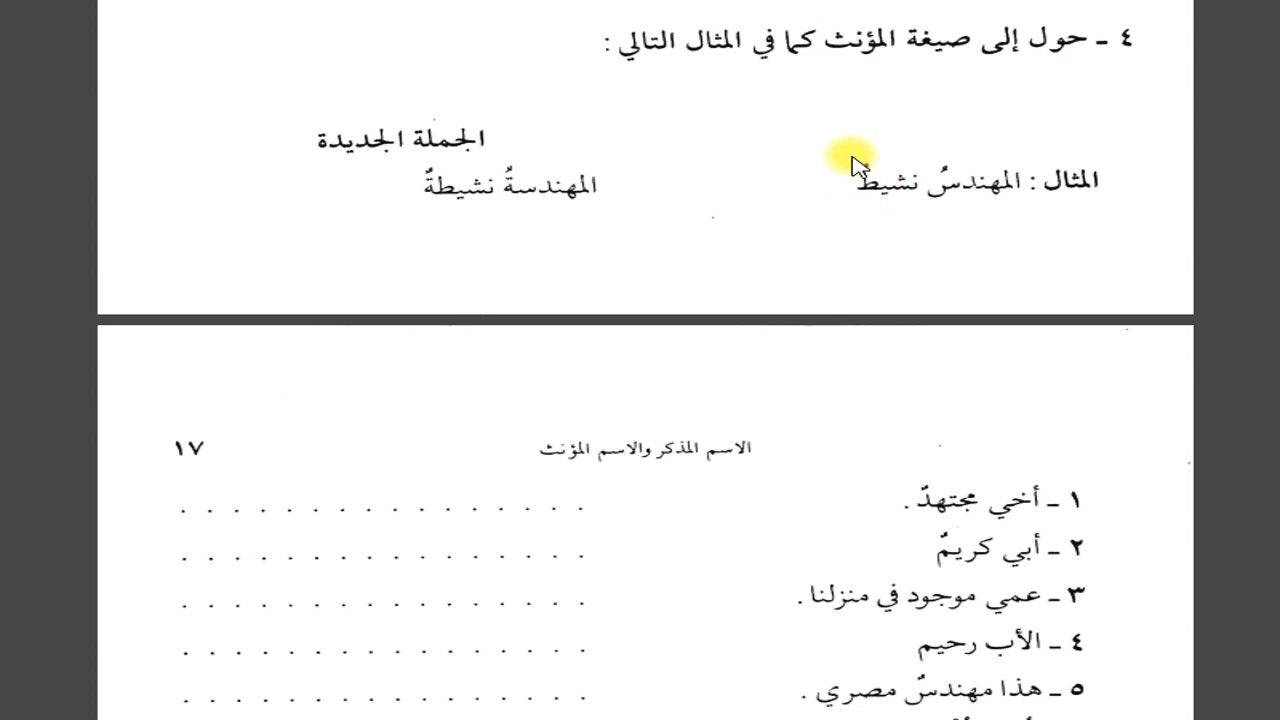 ٤ ـ حول إلى صيغة المؤنث كما في المثال التالي :
الجملة الجديدة
المثال : المهندسُ نشيطٌ المهندسةُ نشيطةٌ
الاسم المذكر والاسم المؤنث ١٧
١ ـ أخي مجتهدٌ . . . . . . . . . . . . . . . . .
٢ ـ أبي كريمٌ . . . . . . . . . . . . . . . .
٣ ـ عمي موجود في منزلنا . . . . . . . . . . . . . . . . .
٤ ـ الأب رحيم . . . . . . . . . . . . . . . .
٥ ـ هذا مهندسٌ مصري . . . . . . . . . . . . . . . . .